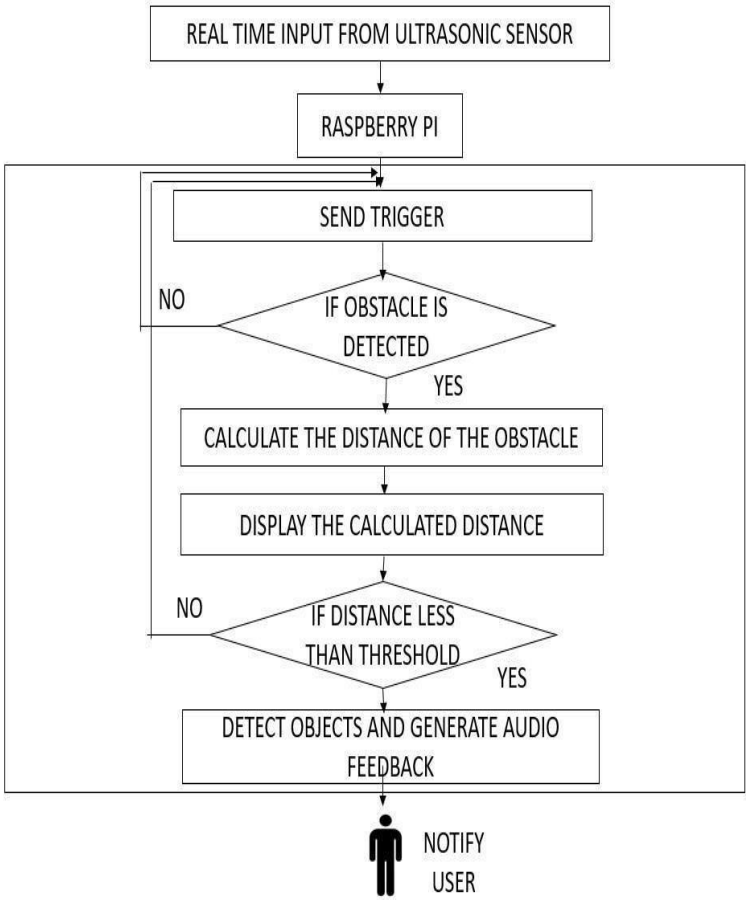 REAL TIME INPUT FROM ULTRASONIC SENSOR
RASPBERRY PI
SEND TRIGGER
NO
IF OBSTACLE IS
DETECTED
YES
CALCULATE THE DISTANCE OF THE OBSTACLE
DISPLAY THE CALCULATED DISTANCE
NO
IF DISTANCE LESS
THAN THRESHOLD
YES
DETECT OBJECTS AND GENERATE AUDIO
FEEDBACK
NOTIFY
USER